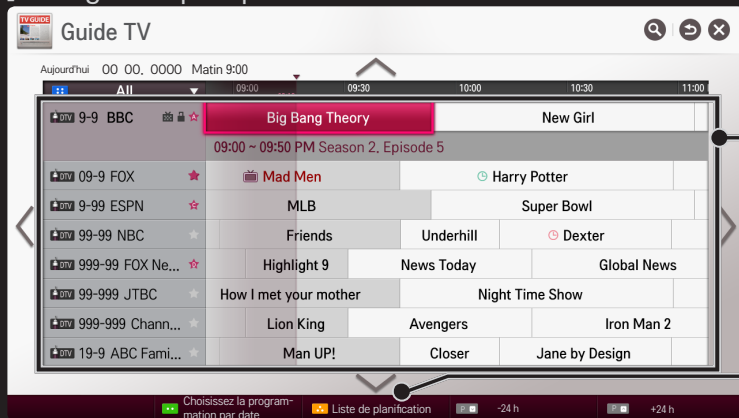 TV GUIDE
Guide TV
Aujourd'hui 00 00. 0000 Matin 9:00
All 09:00 09:30 10:00 10:30 11:00
DTV 9-9 BBC Big Bang Theory New Girl
09:00 ~ 09:50 PM Season 2, Episode 5
DTV 09-9 FOX Mad Men Harry Potter
DTV 9-99 ESPN MLB Super Bowl
DTV 99-99 NBC Friends Underhill Dexter
DTV 999-99 FOX Ne... Highlight 9 News Today Global News
DTV 99-999 JTBC How I met your mother Night Time Show
DTV 999-999 Chann... Lion King Avengers Iron Man 2
DTV 19-9 ABC Fami... Man UP! Closer Jane by Design
Choisissez la program-
mation par date
Liste de planification P -24 h P +24 h